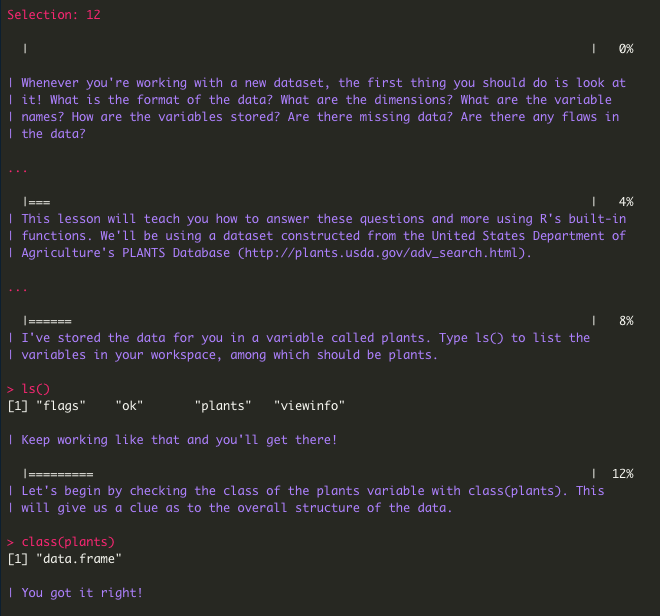 Selection: 12
| | 0%
| Whenever you're working with a new dataset, the first thing you should do is look at
| it! What is the format of the data? What are the dimensions? What are the variable
| names? How are the variables stored? Are there missing data? Are there any flaws in
| the data?
...
|=== | 4%
| This lesson will teach you how to answer these questions and more using R's built-in
| functions. We'll be using a dataset constructed from the United States Department of
| Agriculture's PLANTS Database (http://plants.usda.gov/adv_search.html).
...
|====== | 8%
| I've stored the data for you in a variable called plants. Type ls() to list the
| variables in your workspace, among which should be plants.
> ls()
[1] "flags"    "ok"       "plants"   "viewinfo"
| Keep working like that and you'll get there!
|========= | 12%
| Let's begin by checking the class of the plants variable with class(plants). This
| will give us a clue as to the overall structure of the data.
> class(plants)
[1] "data.frame"
| You got it right!